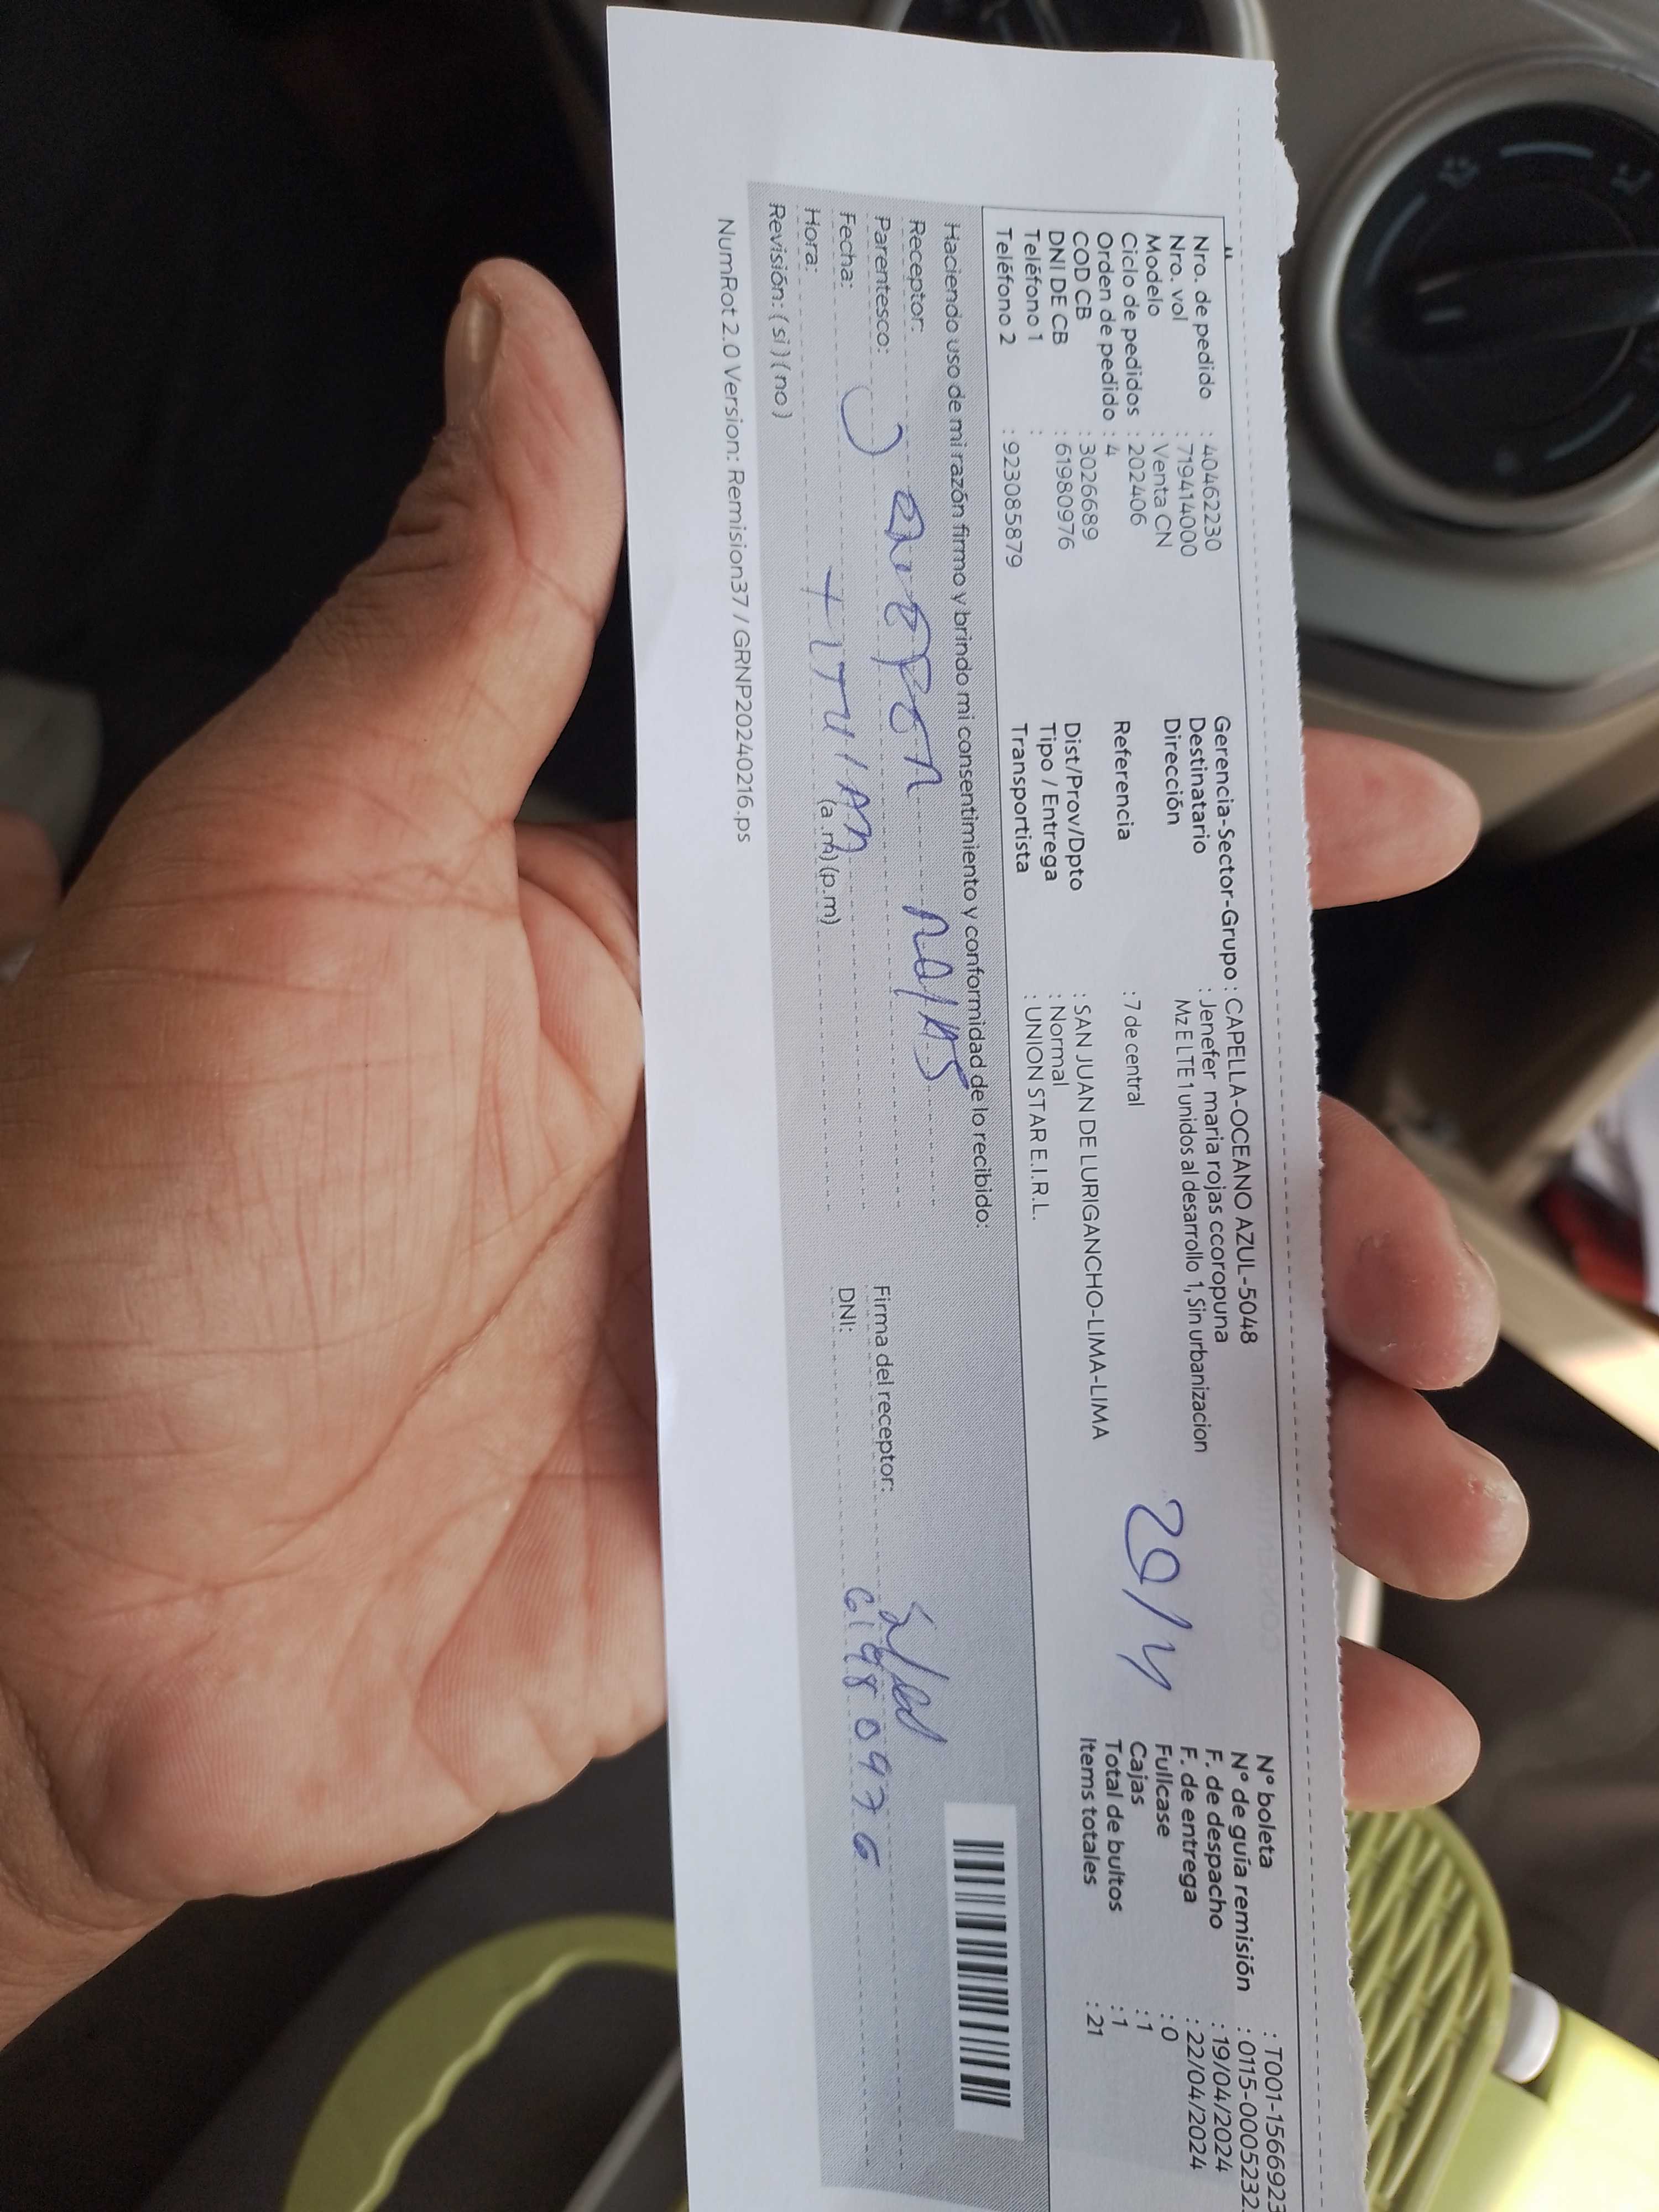 Nro. de pedido : 40462230
Nro. vol : 719414000
Modelo : Venta CN
Ciclo de pedidos : 202406
Orden de pedido : 4
COD CB : 3026689
DNI DE CB : 61980976
Teléfono 1 :
Teléfono 2 : 923085879
Gerencia-Sector-Grupo : CAPELLA-OCEANO AZUL-5048
Destinatario : Jenefer maria rojas ccoropuna
Dirección Mz E LTE 1 unidos al desarrollo 1, Sin urbanizacion
Referencia : 7 de central
Dist/Prov/Dpto : SAN JUAN DE LURIGANCHO-LIMA-LIMA
Tipo / Entrega : Normal
Transportista : UNION STAR E.I.R.L.
20/4
N° boleta : T001-1566923
N° de guía remisión : 0115-0005232
F. de despacho : 19/04/2024
F. de entrega : 22/04/2024
Fullcase : 0
Cajas : 1
Total de bultos : 1
Items totales : 21
Haciendo uso de mi razón firmo y brindo mi consentimiento y conformidad de lo recibido:
Receptor:
Parentesco:
Fecha:
Hora: (a.m) (p.m)
Revisión: ( si ) ( no )
Firma del receptor:
DNI: 61980976
NumRot 2.0 Version: Remision37 / GRNP20240216.ps